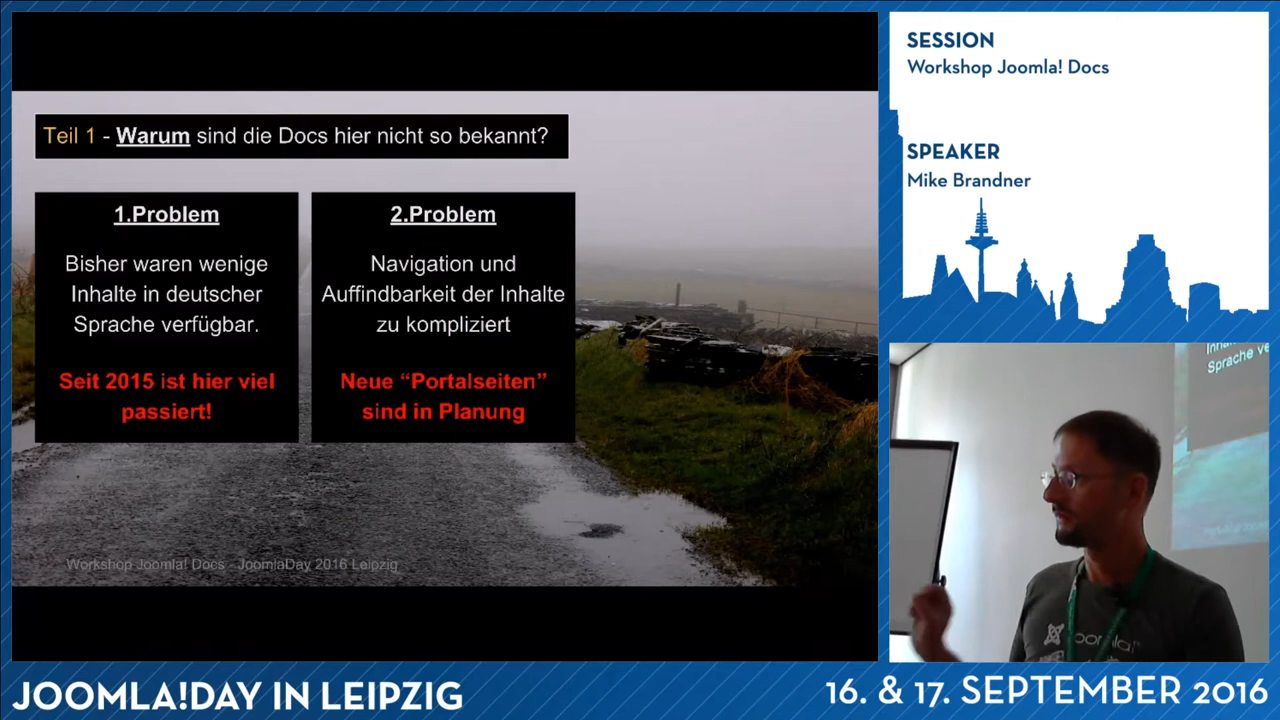 Teil 1 - Warum sind die Docs hier nicht so bekannt?
1.Problem
Bisher waren wenige
Inhalte in deutscher
Sprache verfügbar.
Seit 2015 ist hier viel
passiert!
2.Problem
Navigation und
Auffindbarkeit der Inhalte
zu kompliziert
Neue “Portalseiten”
sind in Planung
Workshop Joomla! Docs - JoomlaDay 2016 Leipzig
SESSION
Workshop Joomla! Docs
SPEAKER
Mike Brandner
Sprache ve
Joomla!
JOOMLA!DAY IN LEIPZIG
16. & 17. SEPTEMBER 2016